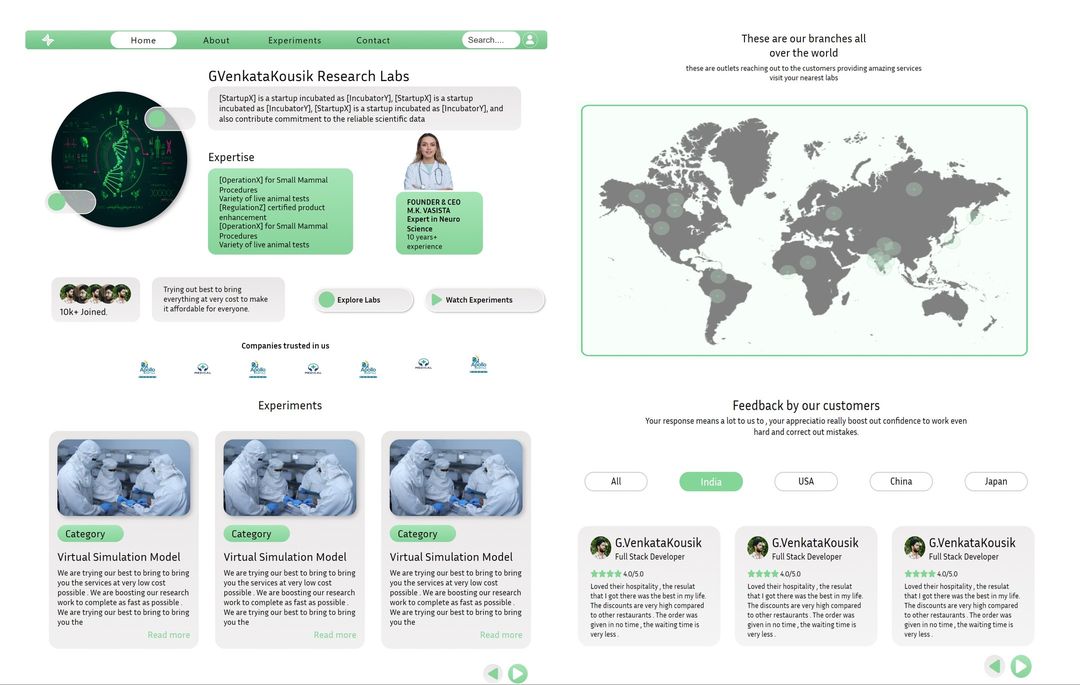 Home
About
Experiments
Contact
Search....
GVenkataKousik Research Labs
[StartupX] is a startup incubated as [IncubatorY], [StartupX] is a startup
incubated as [IncubatorY], [StartupX] is a startup incubated as [IncubatorY], and
also contribute commitment to the reliable scientific data
Expertise
[OperationX] for Small Mammal
Procedures
Variety of live animal tests
[RegulationZ] certified product
enhancement
[OperationX] for Small Mammal
Procedures
Variety of live animal tests
FOUNDER & CEO
M.K. VASISTA
Expert in Neuro
Science
10 years+
experience
10k+ Joined.
Trying out best to bring
everything at very cost to make
it affordable for everyone.
Explore Labs
Watch Experiments
Companies trusted in us
Apollo
MEDICAL
Apollo
MEDICAL
Apollo
MEDICAL
Apollo
Experiments
Category
Virtual Simulation Model
We are trying our best to bring to bring
you the services at very low cost
possible . We are boosting our research
work to complete as fast as possible .
We are trying our best to bring to bring
you the
Read more
Category
Virtual Simulation Model
We are trying our best to bring to bring
you the services at very low cost
possible . We are boosting our research
work to complete as fast as possible .
We are trying our best to bring to bring
you the
Read more
Category
Virtual Simulation Model
We are trying our best to bring to bring
you the services at very low cost
possible . We are boosting our research
work to complete as fast as possible .
We are trying our best to bring to bring
you the
Read more
These are our branches all
over the world
these are outlets reaching out to the customers providing amazing services
visit your nearest labs
Feedback by our customers
Your response means a lot to us to , your appreciatio really boost out confidence to work even
hard and correct out mistakes.
All
India
USA
China
Japan
G.VenkataKousik
Full Stack Developer
4.0/5.0
Loved their hospitality , the resulat
that I got there was the best in my life.
The discounts are very high compared
to other restaurants . The order was
given in no time , the waiting time is
very less .
G.VenkataKousik
Full Stack Developer
4.0/5.0
Loved their hospitality , the resulat
that I got there was the best in my life.
The discounts are very high compared
to other restaurants . The order was
given in no time , the waiting time is
very less .
G.VenkataKousik
Full Stack Developer
4.0/5.0
Loved their hospitality , the resulat
that I got there was the best in my life.
The discounts are very high compared
to other restaurants . The order was
given in no time , the waiting time is
very less .